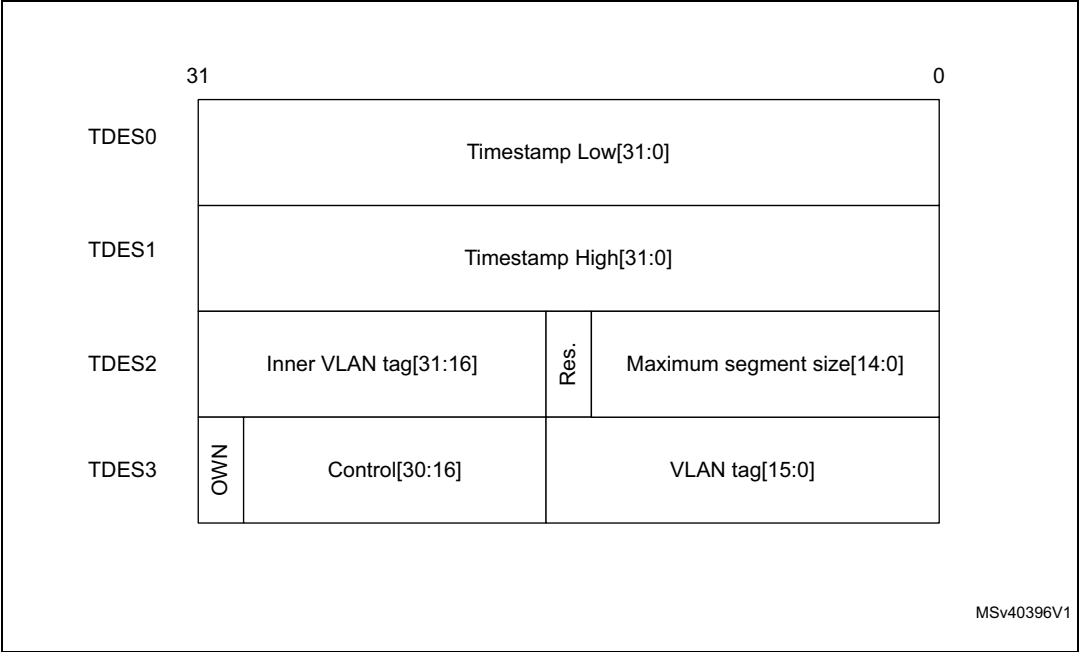 31 0
TDES0 Timestamp Low[31:0]
TDES1 Timestamp High[31:0]
TDES2 Inner VLAN tag[31:16] Res. Maximum segment size[14:0]
TDES3 OWN Control[30:16] VLAN tag[15:0]
MSv40396V1